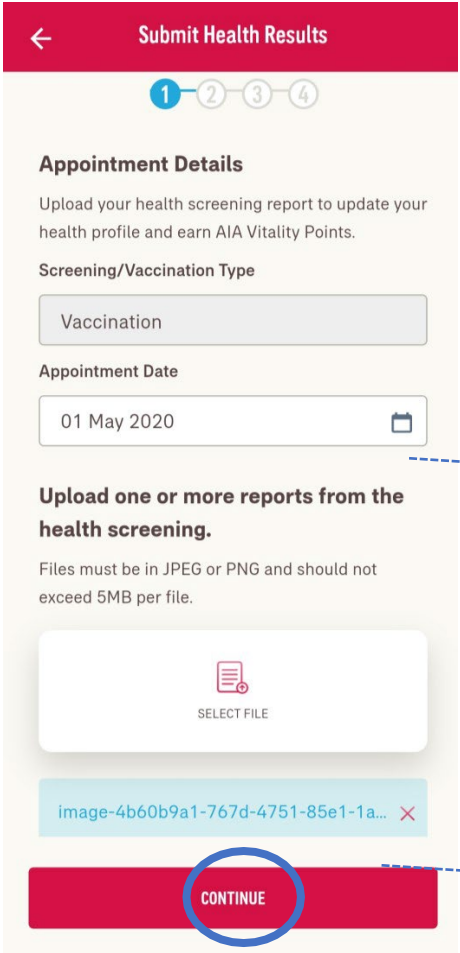 Submit Health Results
1 2 3 4
Appointment Details
Upload your health screening report to update your
health profile and earn AIA Vitality Points.
Screening/Vaccination Type
Vaccination
Appointment Date
01 May 2020
Upload one or more reports from the
health screening.
Files must be in JPEG or PNG and should not
exceed 5MB per file.
SELECT FILE
image-4b60b9a1-767d-4751-85e1-1a...
CONTINUE